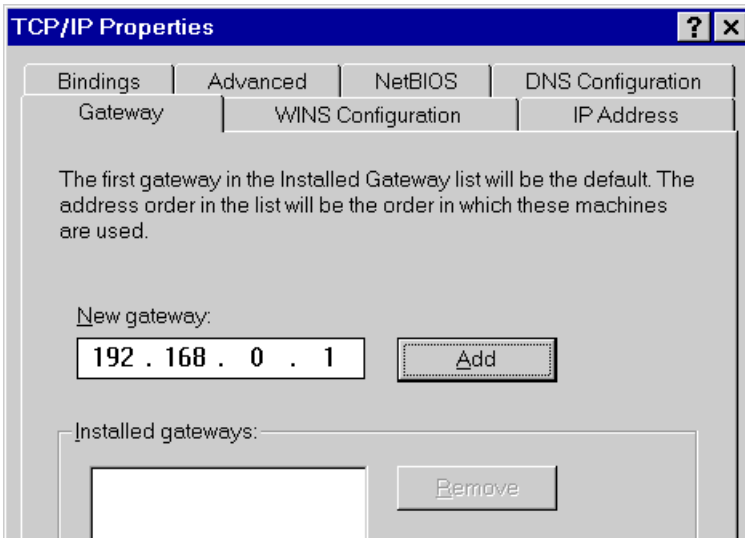 TCP/IP Properties
? ×
Bindings Advanced NetBIOS DNS Configuration
Gateway WINS Configuration IP Address
The first gateway in the Installed Gateway list will be the default. The
address order in the list will be the order in which these machines
are used.
New gateway:
192 . 168 . 0 . 1 Add
Installed gateways:
Remove